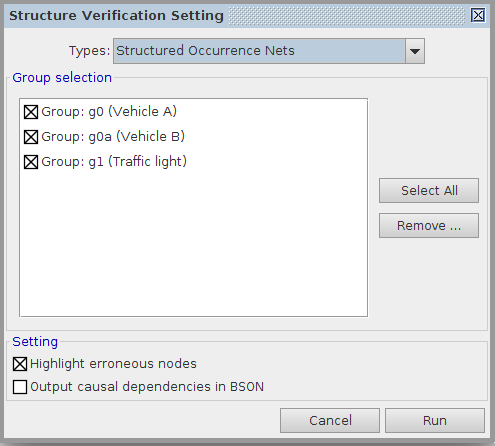 Structure Verification Setting
Types: Structured Occurrence Nets
Group selection
Group: g0 (Vehicle A)
Group: g0a (Vehicle B)
Group: g1 (Traffic light)
Select All
Remove ...
Setting
Highlight erroneous nodes
Output causal dependencies in BSON
Cancel Run